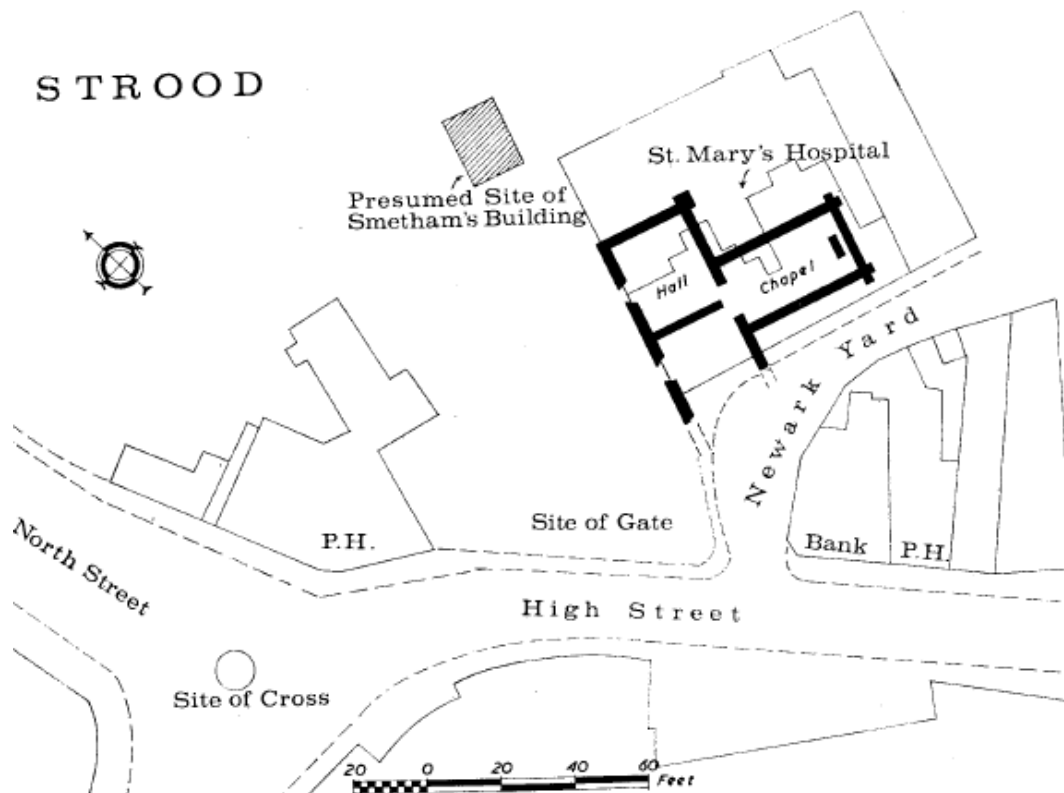 STROOD
St. Mary's Hospital
Presumed Site of
Smetham's Building
Hall
Chapel
Newark Yard
Site of Gate
P.H.
Bank
P.H.
North Street
High Street
Site of Cross
20 0 20 40 60
Feet